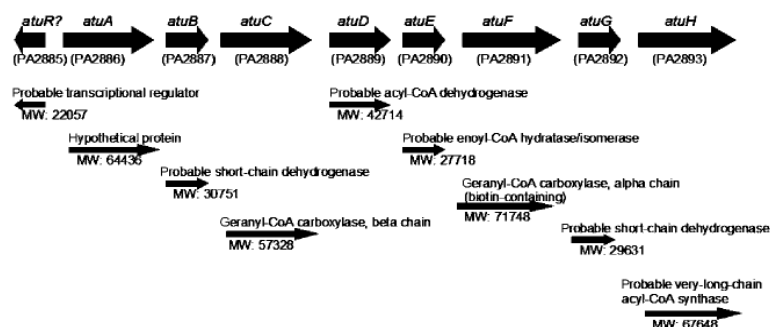 atuR? atuA atuB atuC atuD atuE atuF atuG atuH
(PA2885) (PA2886) (PA2887) (PA2888) (PA2889) (PA2890) (PA2891) (PA2892) (PA2893)
Probable transcriptional regulator
MW: 22057
Probable acyl-CoA dehydrogenase
MW: 42714
Hypothetical protein
MW: 64436
Probable enoyl-CoA hydratase/isomerase
MW: 27718
Probable short-chain dehydrogenase
MW: 30751
Geranyl-CoA carboxylase, alpha chain
(biotin-containing)
MW: 71748
Geranyl-CoA carboxylase, beta chain
MW: 57328
Probable short-chain dehydrogenase
MW: 29631
Probable very-long-chain
acyl-CoA synthase
MW: 67648